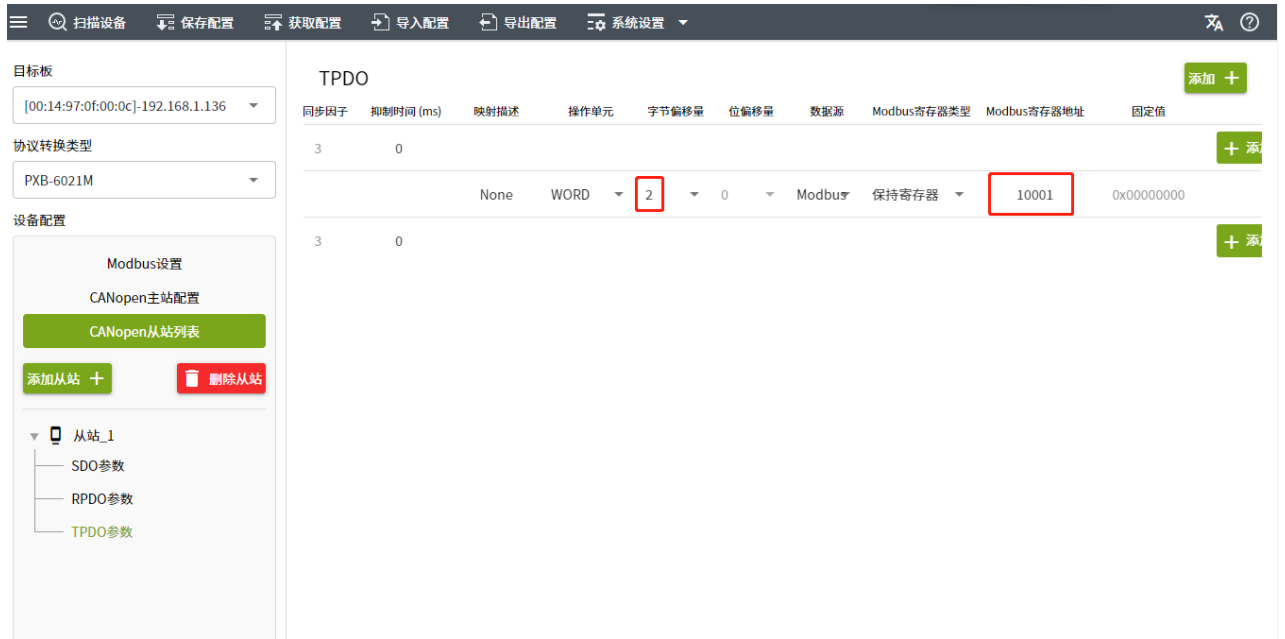 扫描设备 保存配置 获取配置 导入配置 导出配置 系统设置
目标板
[00:14:97:0f:00:0c]-192.168.1.136
协议转换类型
PXB-6021M
设备配置
Modbus设置
CANopen主站配置
CANopen从站列表
添加从站 删除从站
从站_1
SDO参数
RPDO参数
TPDO参数
TPDO 添加
同步因子 抑制时间 (ms) 映射描述 操作单元 字节偏移量 位偏移量 数据源 Modbus寄存器类型 Modbus寄存器地址 固定值
3 0 添
None WORD 2 0 Modbus 保持寄存器 10001 0x00000000
3 0 添